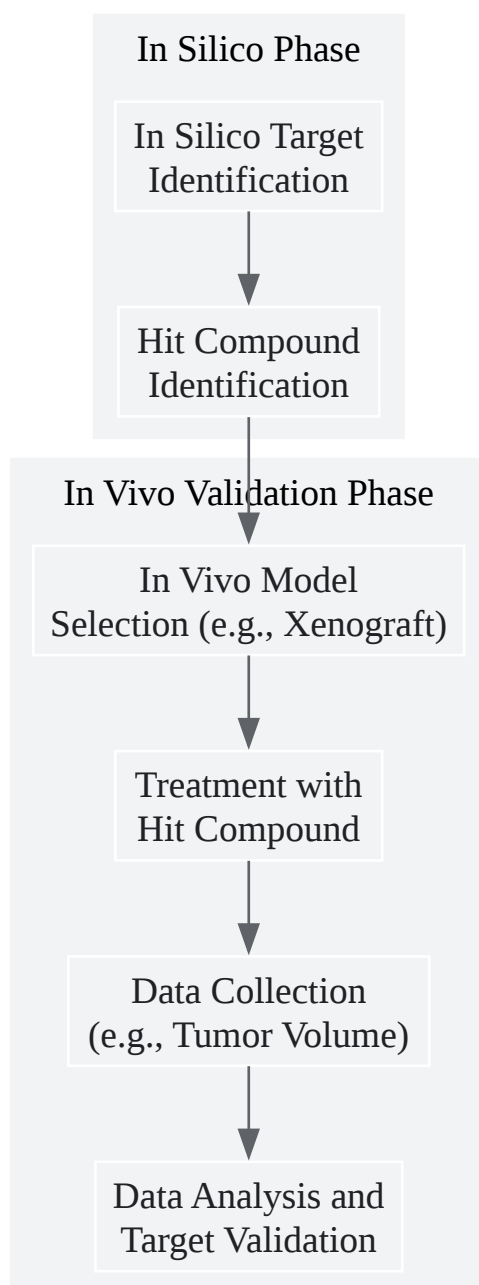 In Silico Phase
In Silico Target
Identification
Hit Compound
Identification
In Vivo Validation Phase
In Vivo Model
Selection (e.g., Xenograft)
Treatment with
Hit Compound
Data Collection
(e.g., Tumor Volume)
Data Analysis and
Target Validation